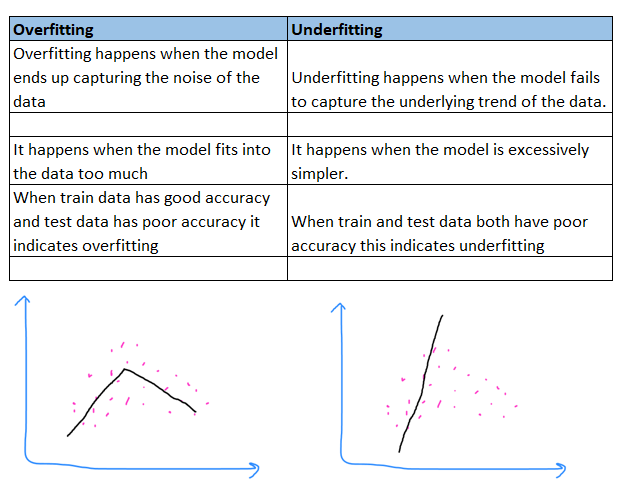 Overfitting
Underfitting
Overfitting happens when the model
ends up capturing the noise of the
data
Underfitting happens when the model fails
to capture the underlying trend of the data.
It happens when the model fits into
the data too much
It happens when the model is excessively
simpler.
When train data has good accuracy
and test data has poor accuracy it
indicates overfitting
When train and test data both have poor
accuracy this indicates underfitting